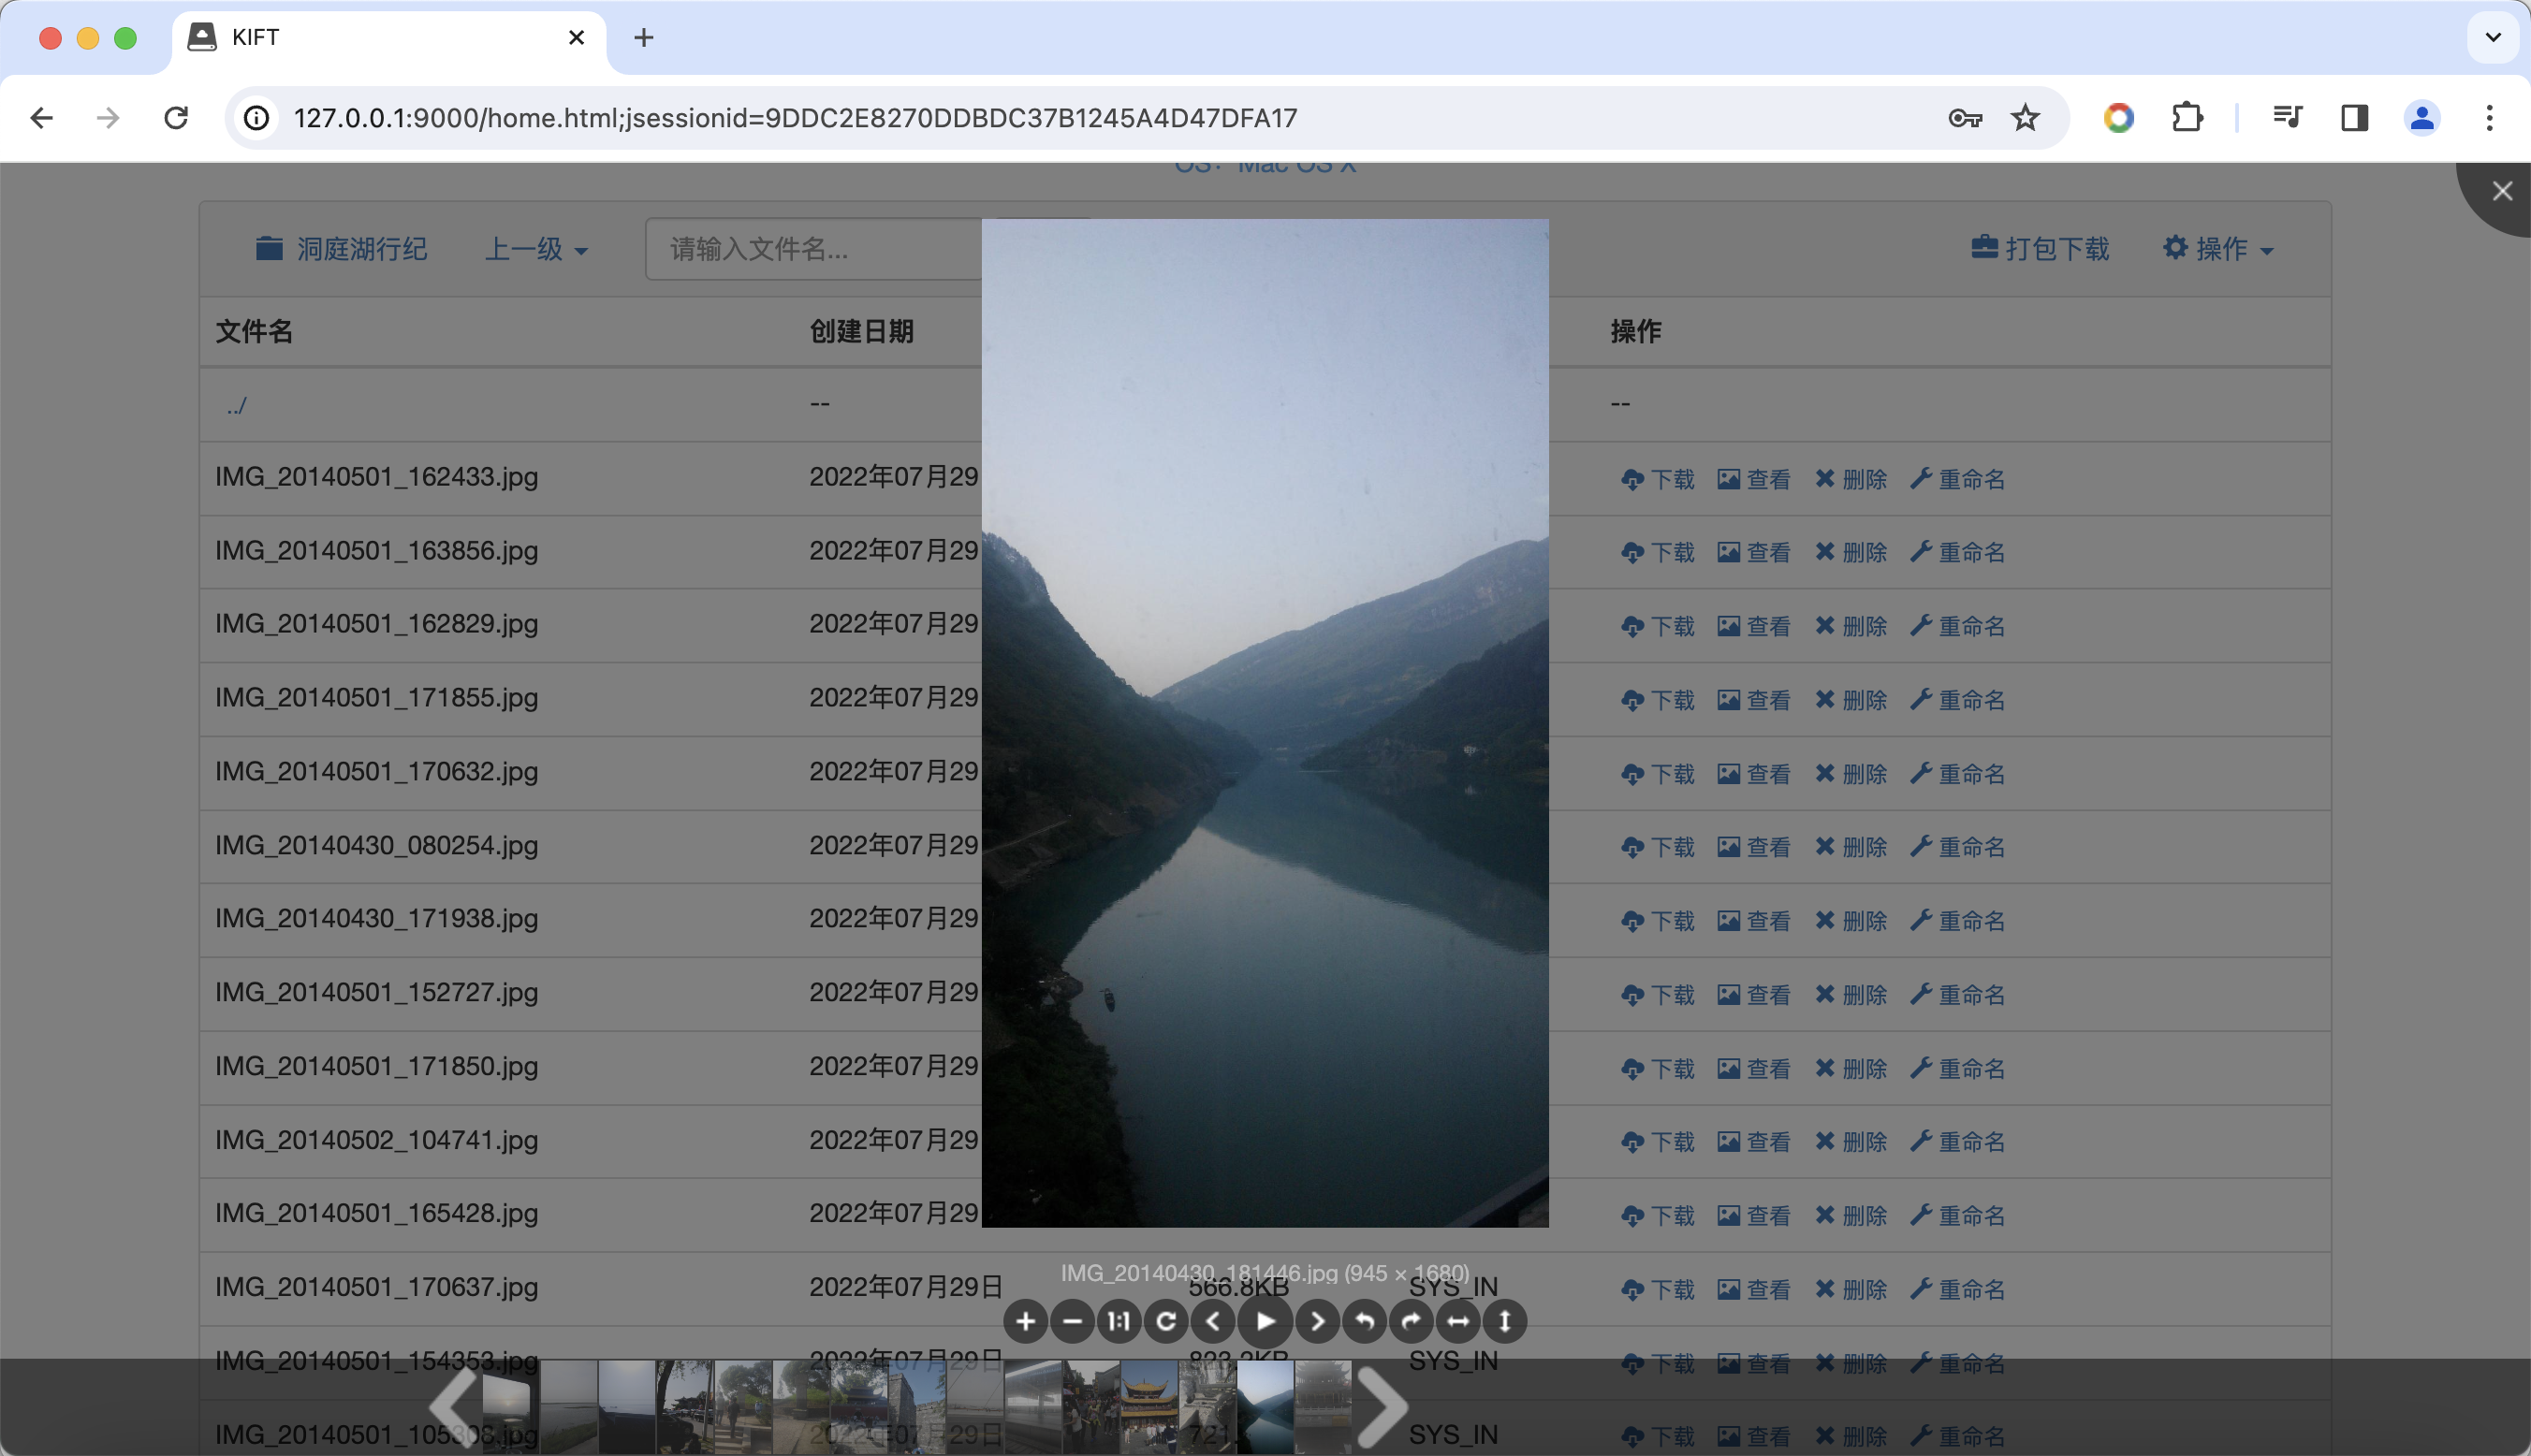 KIFT
127.0.0.1:9000/home.html;jsessionid=9DDC2E8270DDBDC37B1245A4D47DFA17
OS：Mac OS X
洞庭湖行纪 上一级 请输入文件名... 打包下载 操作
文件名 创建日期 操作
../ -- --
IMG_20140501_162433.jpg 2022年07月29 下载 查看 删除 重命名
IMG_20140501_163856.jpg 2022年07月29 下载 查看 删除 重命名
IMG_20140501_162829.jpg 2022年07月29 下载 查看 删除 重命名
IMG_20140501_171855.jpg 2022年07月29 下载 查看 删除 重命名
IMG_20140501_170632.jpg 2022年07月29 下载 查看 删除 重命名
IMG_20140430_080254.jpg 2022年07月29 下载 查看 删除 重命名
IMG_20140430_171938.jpg 2022年07月29 下载 查看 删除 重命名
IMG_20140501_152727.jpg 2022年07月29 下载 查看 删除 重命名
IMG_20140501_171850.jpg 2022年07月29 下载 查看 删除 重命名
IMG_20140502_104741.jpg 2022年07月29 下载 查看 删除 重命名
IMG_20140501_165428.jpg 2022年07月29 下载 查看 删除 重命名
IMG_20140430_181446.jpg (945 × 1680)
IMG_20140501_170637.jpg 2022年07月29日 566.8KB SYS_IN 下载 查看 删除 重命名
1:1
IMG_20140501_154353.jpg 2022年07月29日 823.2KB SYS_IN 下载 查看 删除 重命名
IMG_20140501_105308.jpg 2022年07月29日 721 SYS_IN 下载 查看 删除 重命名